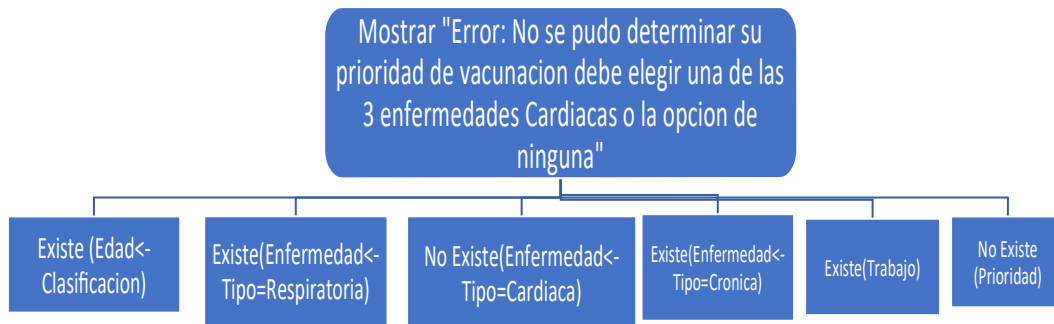 Mostrar "Error: No se pudo determinar su
prioridad de vacunacion debe elegir una de las
3 enfermedades Cardiacas o la opcion de
ninguna"
Existe (Edad<-
Clasificacion)
Existe(Enfermedad<-
Tipo=Respiratoria)
No Existe(Enfermedad<-
Tipo=Cardiaca)
Existe(Enfermedad<-
Tipo=Cronica)
Existe(Trabajo)
No Existe
(Prioridad)